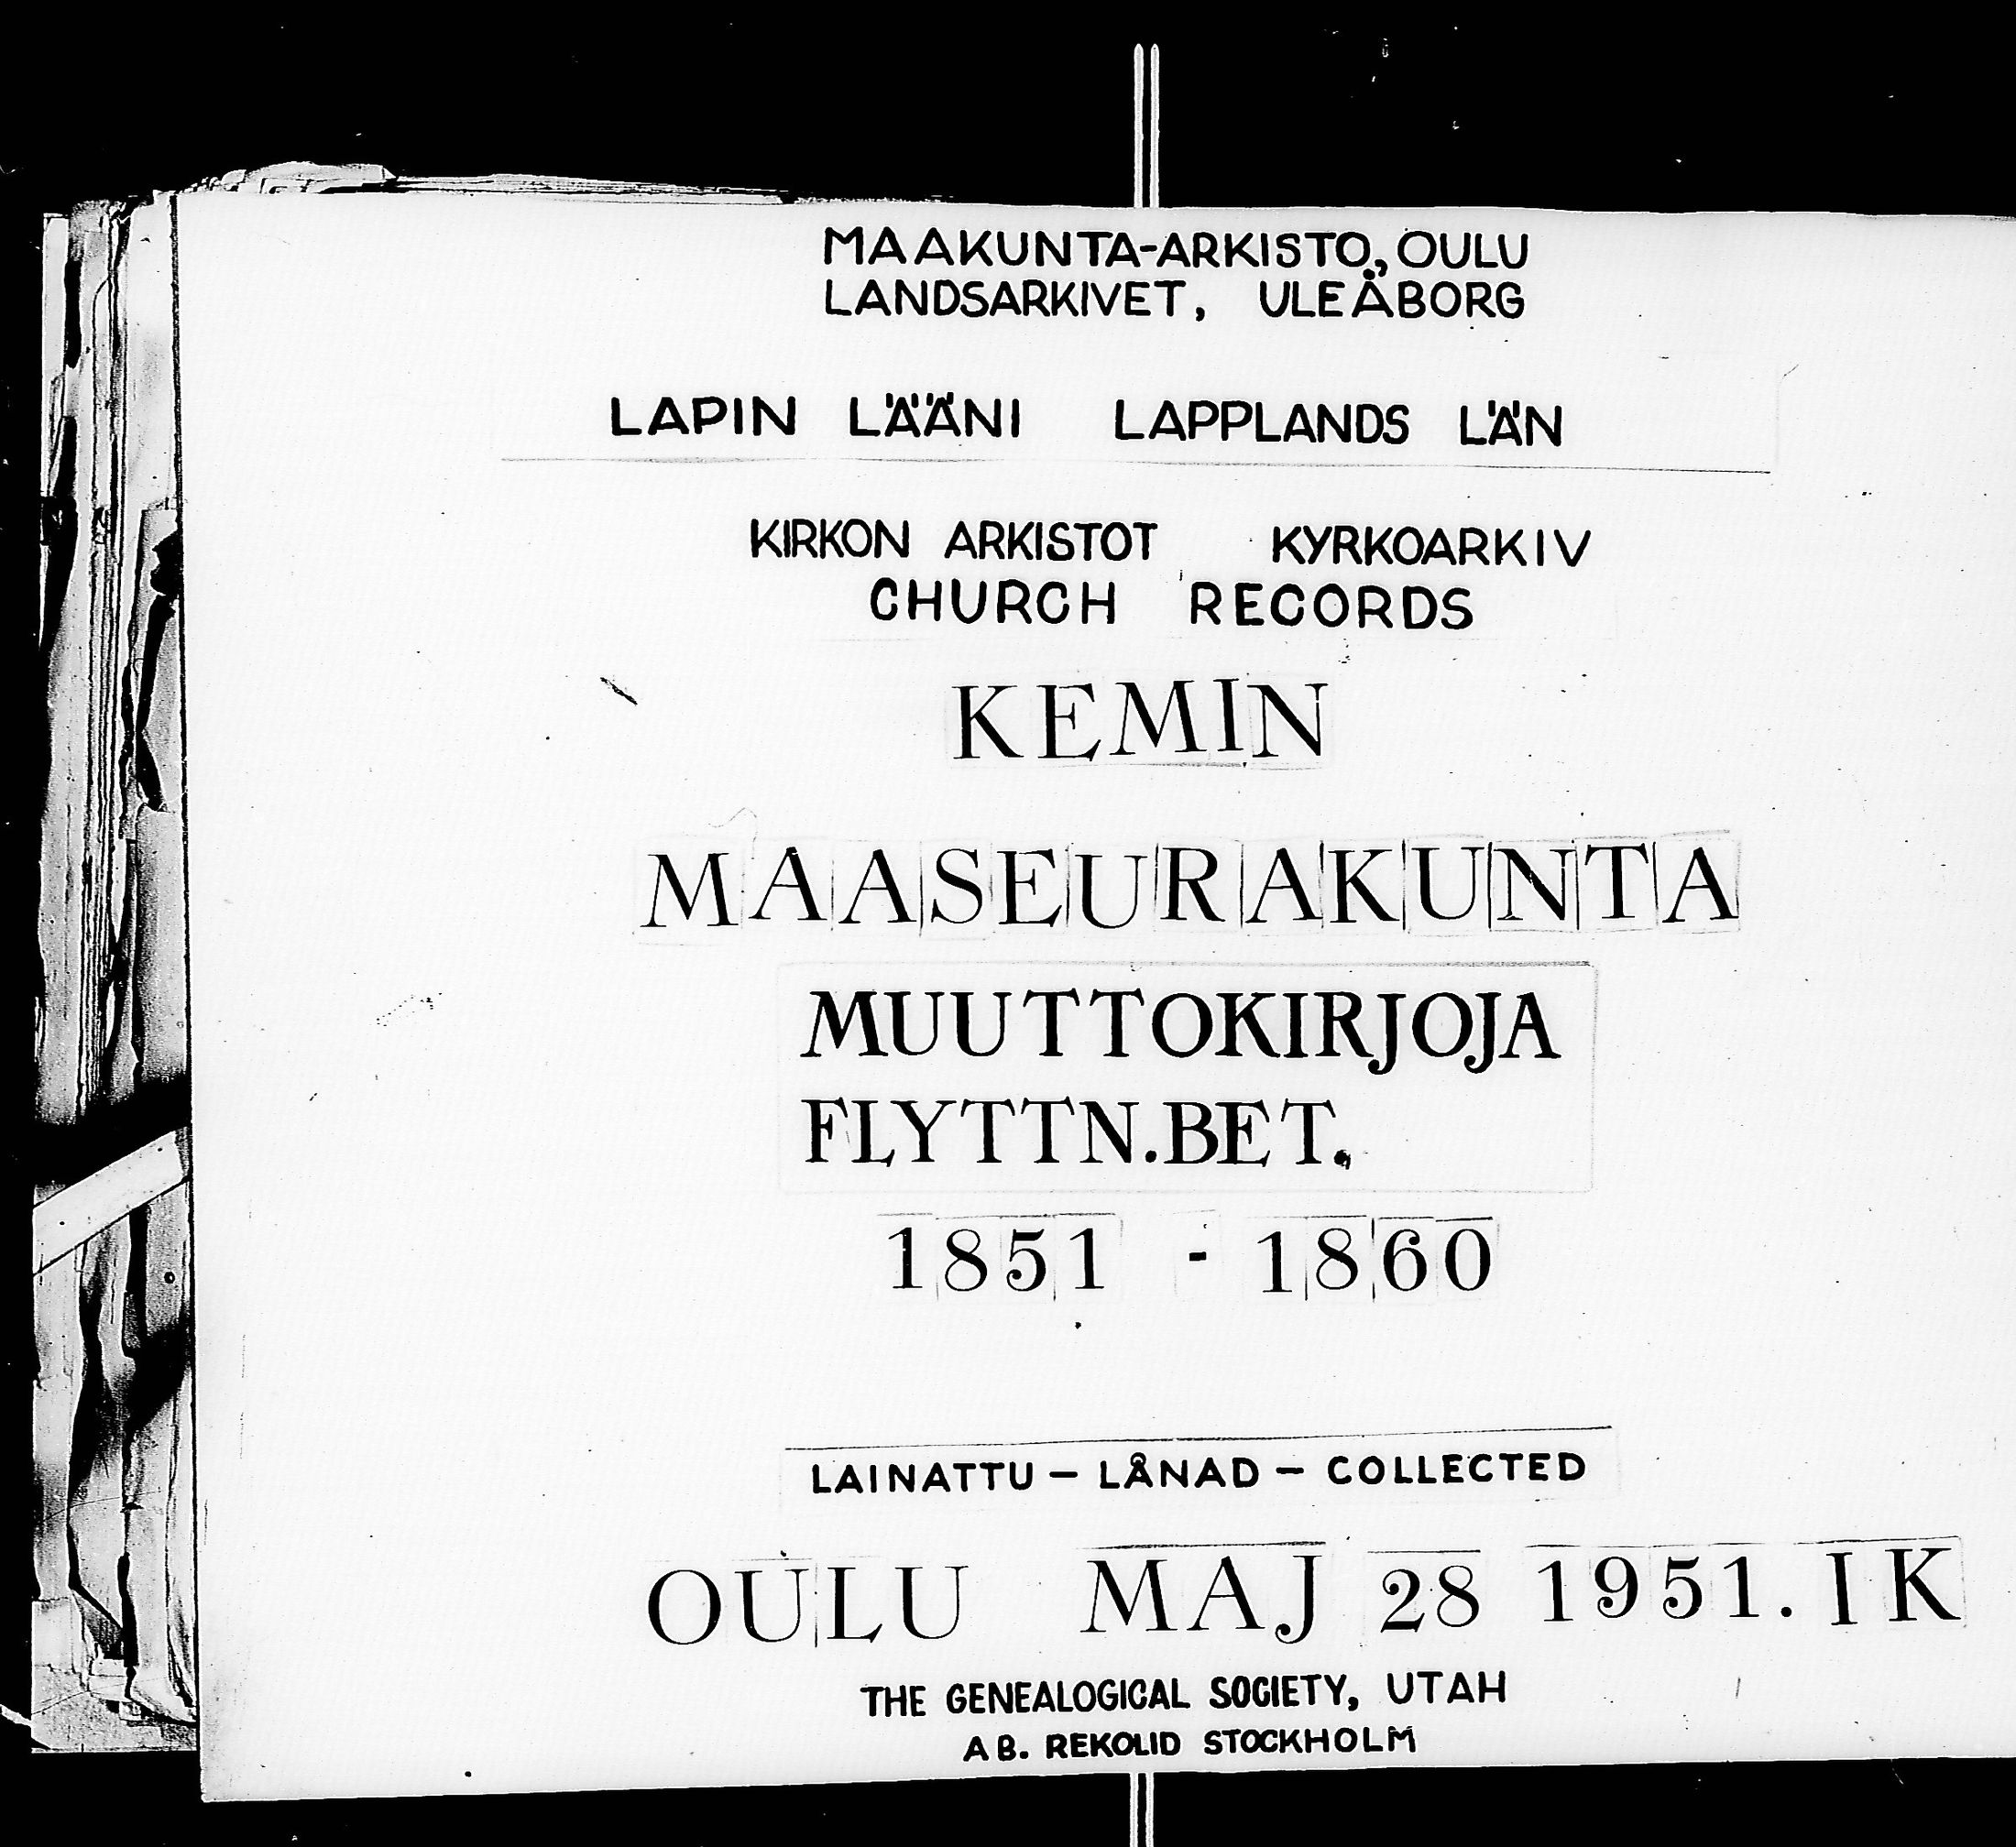 MAAKUNTA-ARKISTO, OULU
LANDSARKIVET, ULEÅBORG
LAPIN LÄÄNI LAPPLANDS LÄN
KIRKON ARKISTOT KYRKOARKIV
CHURCH RECORDS
KEMIN
MAASEURAKUNTA
MUUTTOKIRJOJA
FLYTTN.BET.
1851 - 1860
LAINATTU - LÅNAD - COLLECTED
OULU MAJ 28 1951. IK
THE GENEALOGICAL SOCIETY, UTAH
AB. REKOLID STOCKHOLM